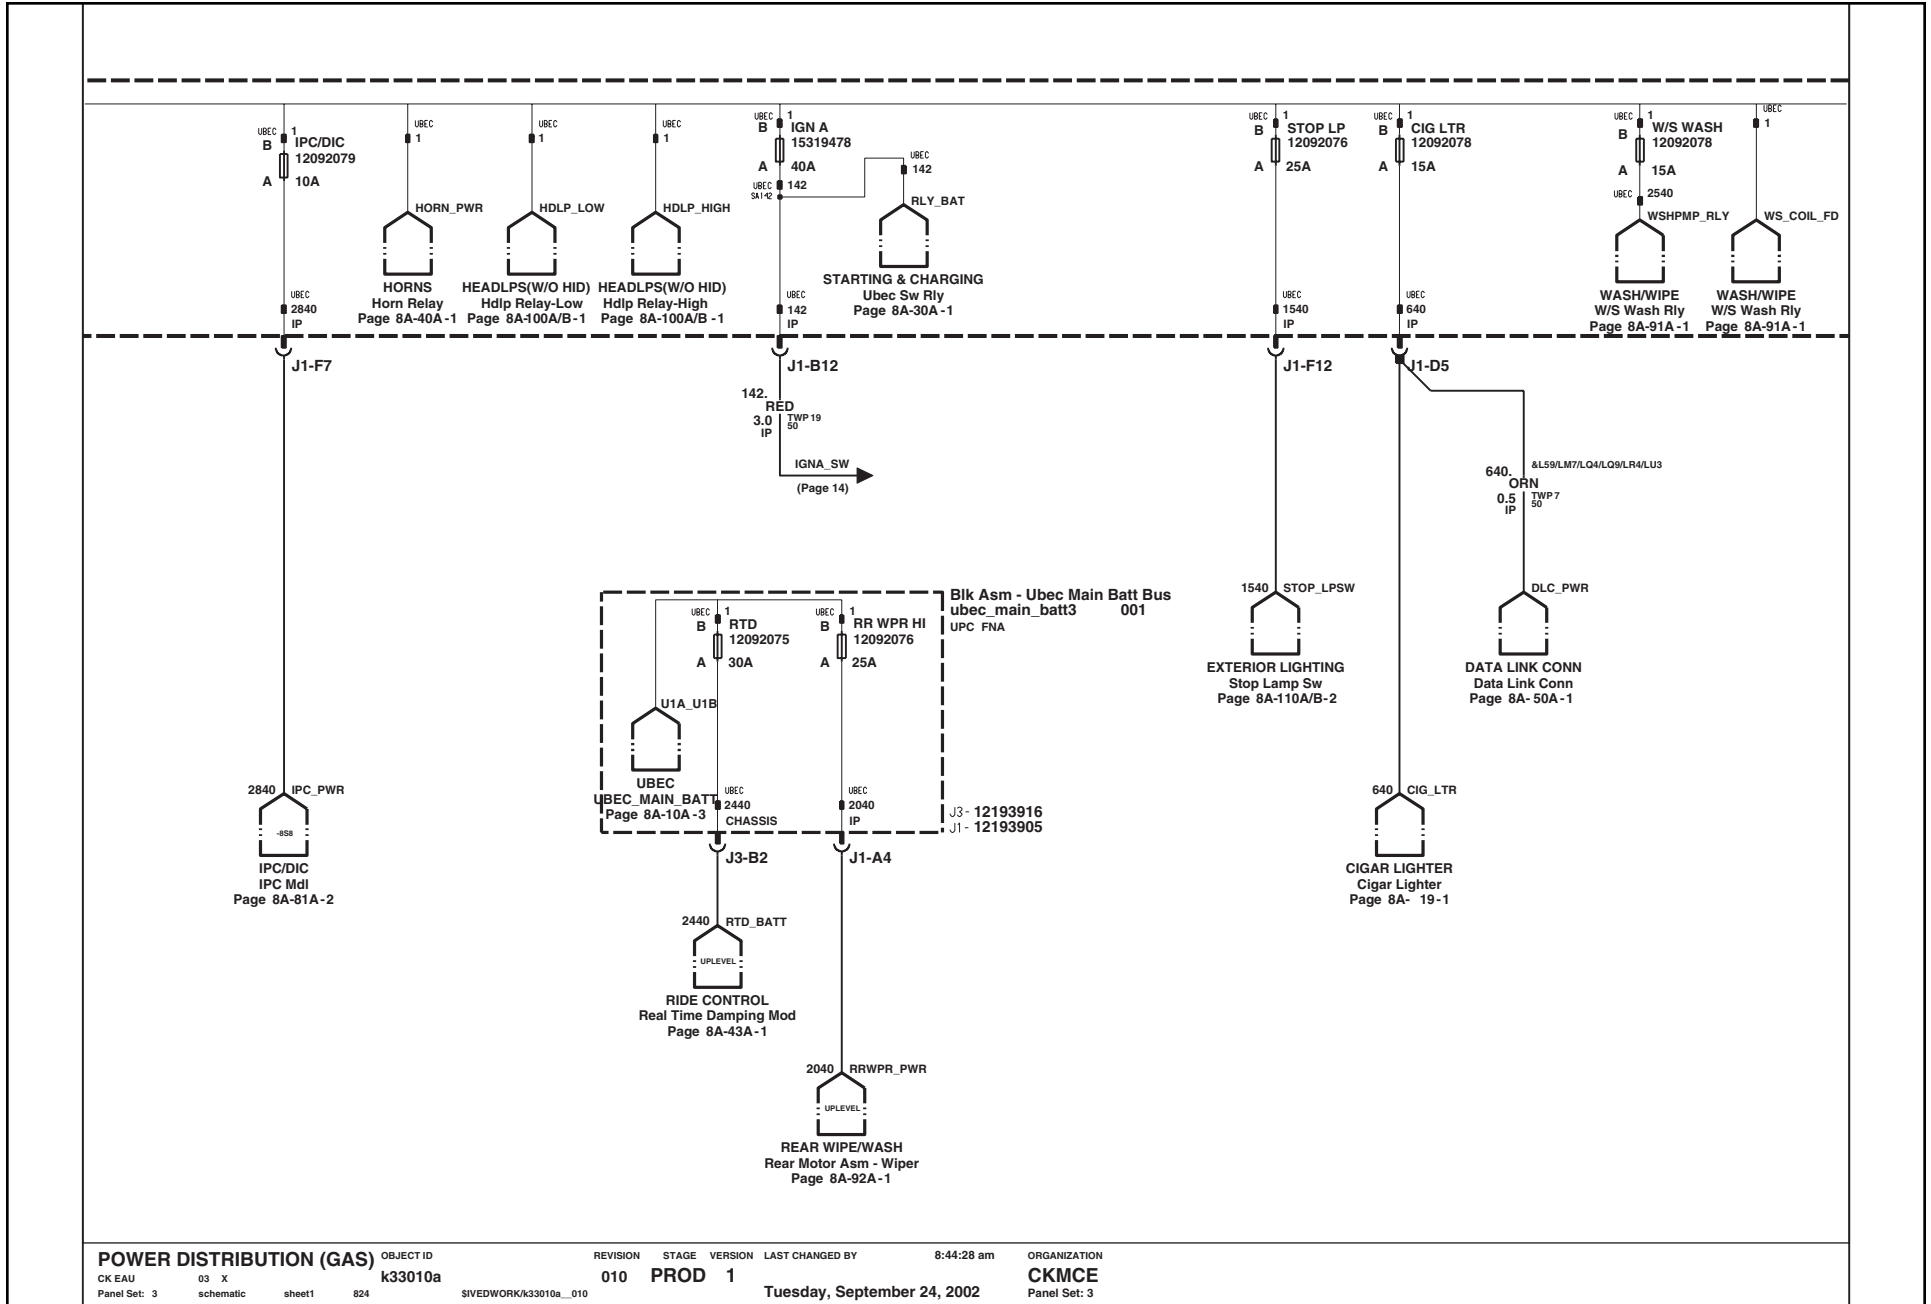 UBEC 1
B IPC/DIC
12092079
A 10A
UBEC
2840
IP
J1-F7
2840 IPC_PWR
-8S8
IPC/DIC
IPC Mdl
Page 8A-81A-2
UBEC
1
HORN_PWR
HORNS
Horn Relay
Page 8A-40A-1
UBEC
1
HDLP_LOW
HEADLPS(W/O HID)
Hdlp Relay-Low
Page 8A-100A/B-1
UBEC
1
HDLP_HIGH
HEADLPS(W/O HID)
Hdlp Relay-High
Page 8A-100A/B -1
UBEC 1
B IGN A
15319478
A 40A
UBEC 142
SA142
UBEC
142
RLY_BAT
STARTING & CHARGING
Ubec Sw Rly
Page 8A-30A-1
UBEC
142
IP
J1-B12
142.
RED
3.0 TWP 19
IP 50
IGNA_SW
(Page 14)
UBEC 1
B STOP LP
12092076
A 25A
UBEC
1540
IP
J1-F12
1540 STOP_LPSW
EXTERIOR LIGHTING
Stop Lamp Sw
Page 8A-110A/B-2
UBEC 1
B CIG LTR
12092078
A 15A
UBEC
640
IP
J1-D5
&L59/LM7/LQ4/LQ9/LR4/LU3
640.
ORN
0.5 TWP 7
IP 50
DLC_PWR
DATA LINK CONN
Data Link Conn
Page 8A- 50A-1
640 CIG_LTR
CIGAR LIGHTER
Cigar Lighter
Page 8A- 19-1
UBEC 1
B W/S WASH
12092078
A 15A
UBEC 2540
WSHPMP_RLY
WASH/WIPE
W/S Wash Rly
Page 8A-91A-1
UBEC
1
WS_COIL_FD
WASH/WIPE
W/S Wash Rly
Page 8A-91A-1
Blk Asm - Ubec Main Batt Bus
ubec_main_batt3 001
UPC FNA
UBEC 1
B RTD
12092075
A 30A
UBEC 1
B RR WPR HI
12092076
A 25A
U1A_U1B
UBEC
UBEC_MAIN_BATT
Page 8A-10A-3
UBEC
2440
CHASSIS
UBEC
2040
IP
J3- 12193916
J1- 12193905
J3-B2
J1-A4
2440 RTD_BATT
UPLEVEL
RIDE CONTROL
Real Time Damping Mod
Page 8A-43A-1
2040 RRWPR_PWR
UPLEVEL
REAR WIPE/WASH
Rear Motor Asm - Wiper
Page 8A-92A-1
POWER DISTRIBUTION (GAS) OBJECT ID REVISION STAGE VERSION LAST CHANGED BY 8:44:28 am ORGANIZATION
CK EAU 03 X k33010a 010 PROD 1 CKMCE
Panel Set: 3 schematic sheet1 824 $IVEDWORK/k33010a__010 Tuesday, September 24, 2002 Panel Set: 3